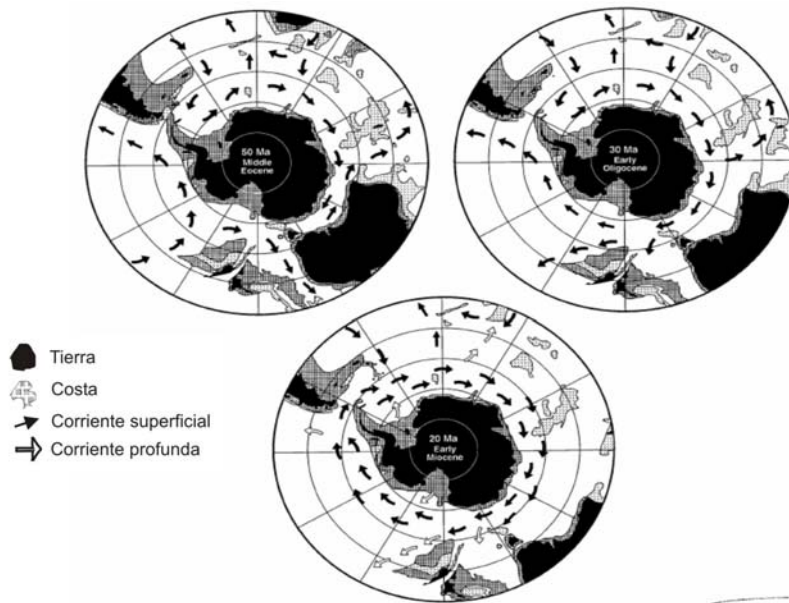 50 Ma
Middle
Eocene
30 Ma
Early
Oligocene
20 Ma
Early
Miocene
Tierra
Costa
Corriente superficial
Corriente profunda